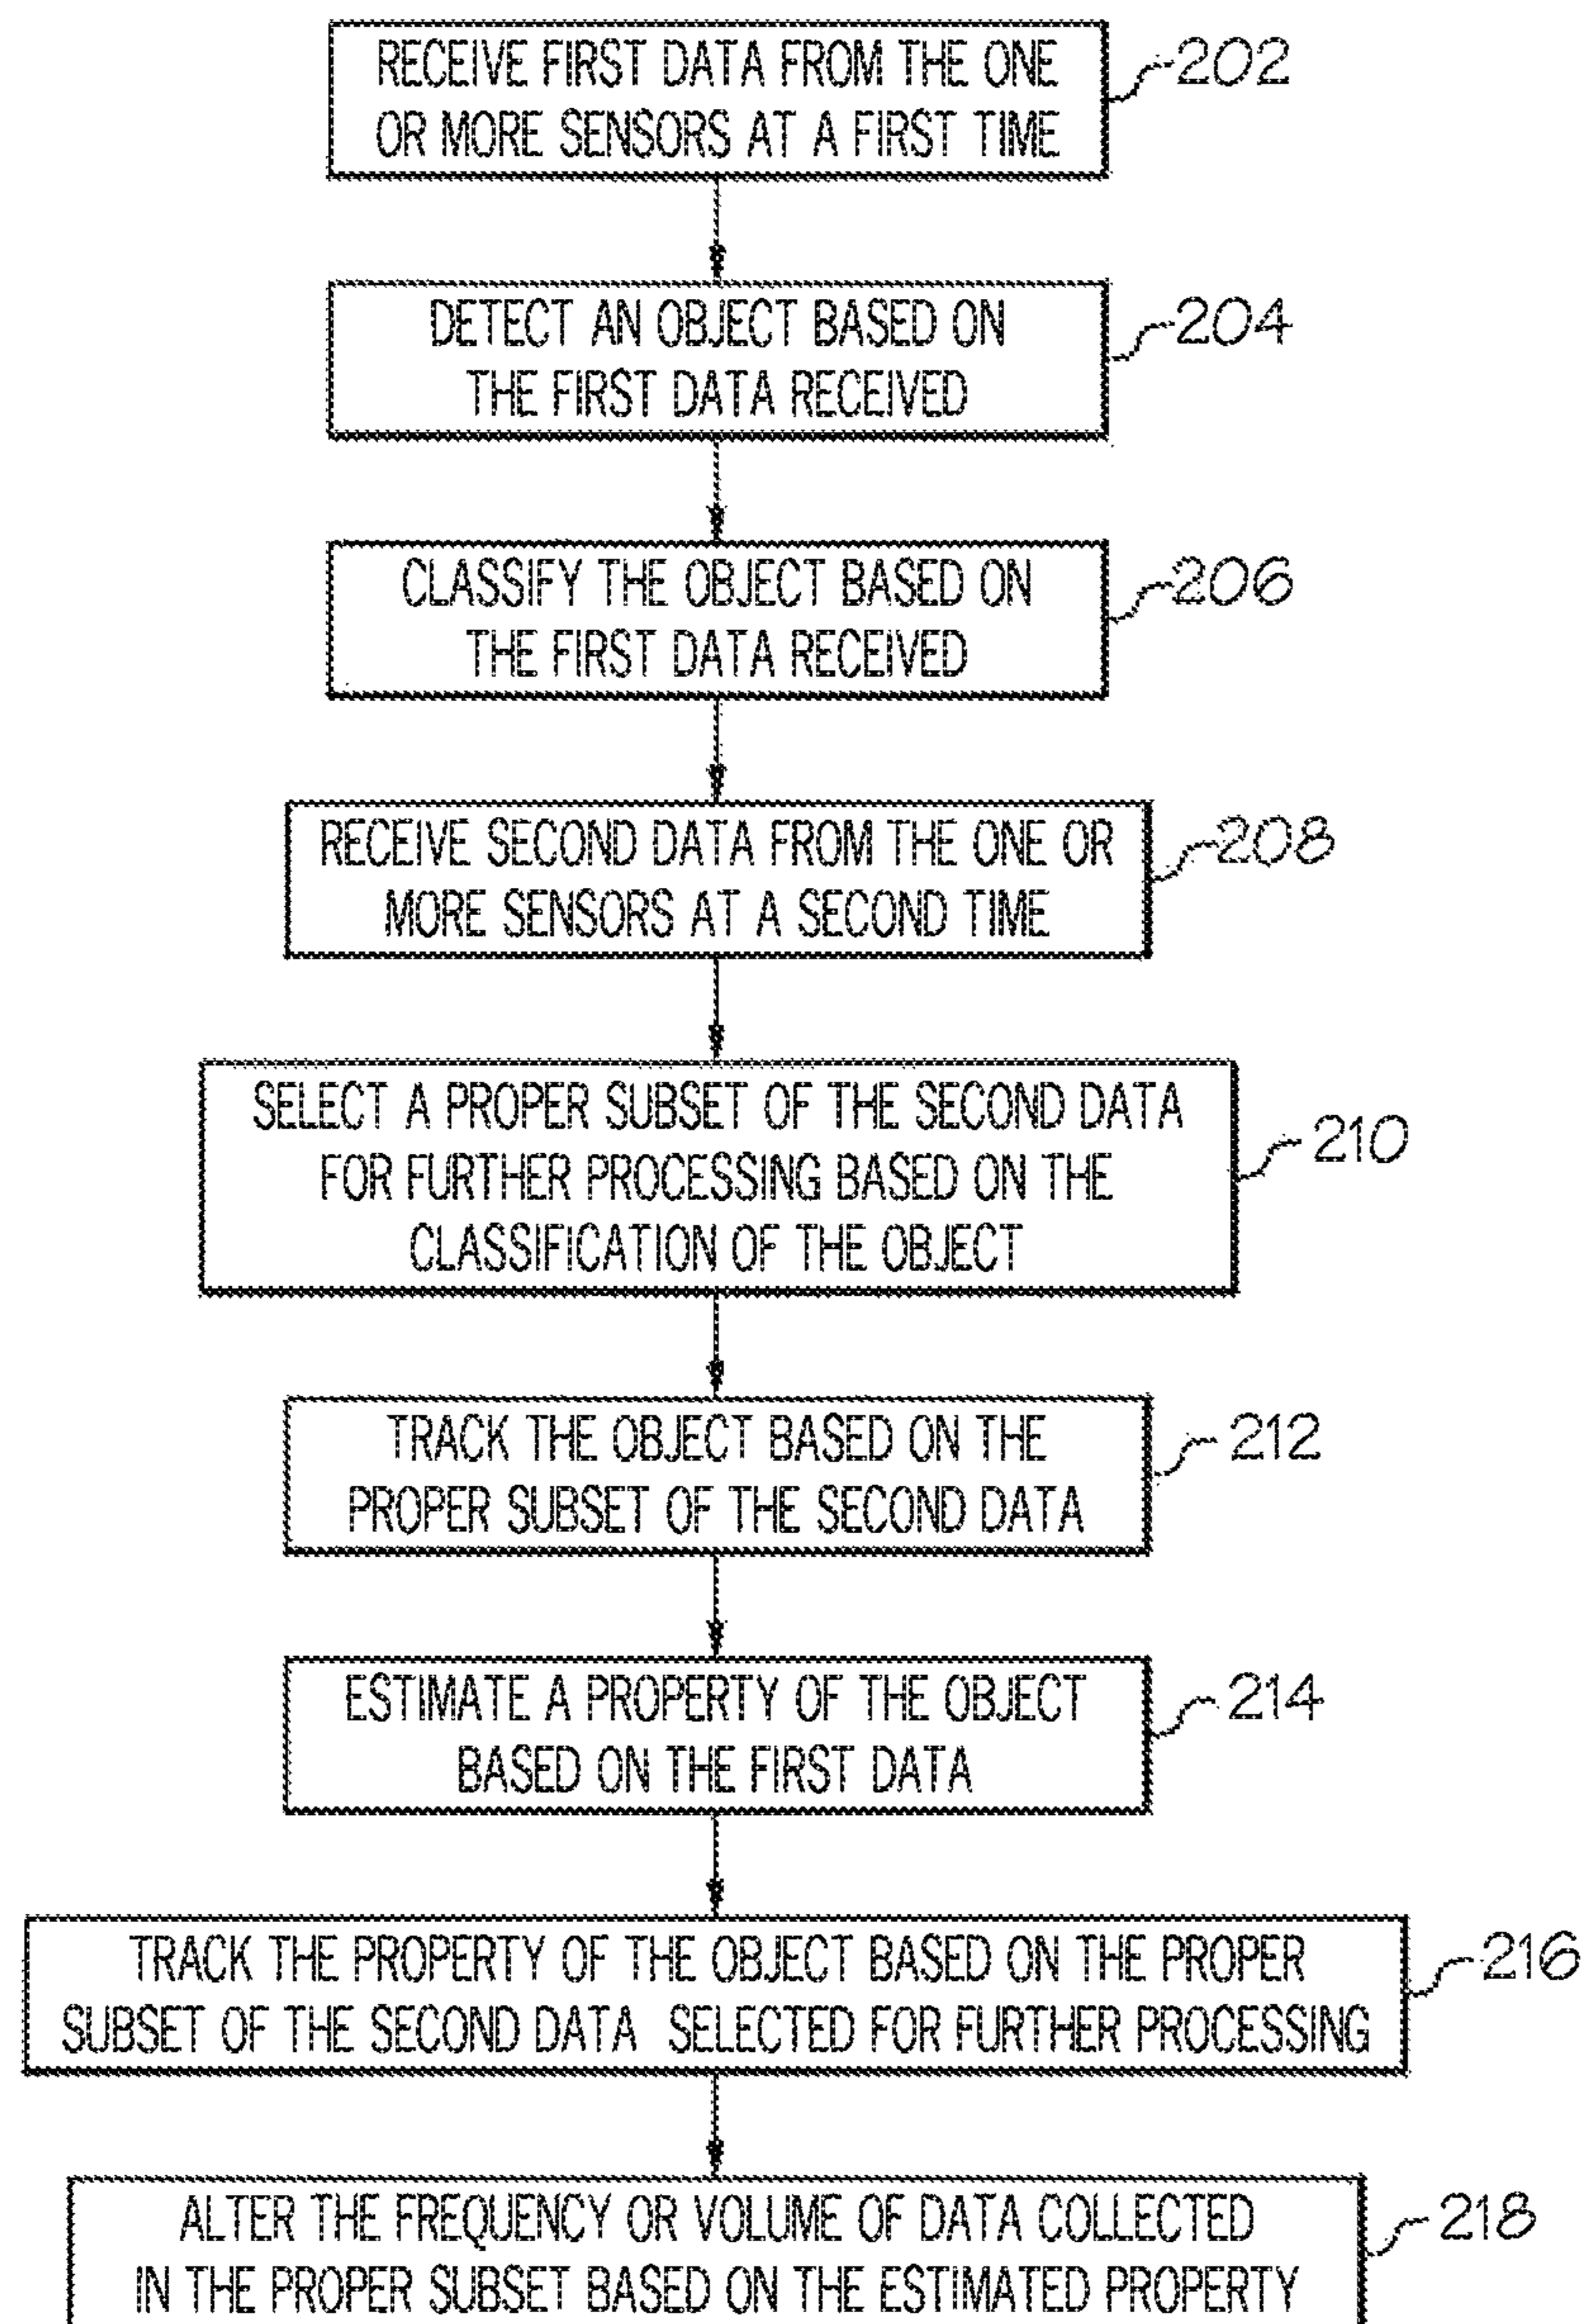 RECEIVE FIRST DATA FROM THE ONE
OR MORE SENSORS AT A FIRST TIME
202
DETECT AN OBJECT BASED ON
THE FIRST DATA RECEIVED
204
CLASSIFY THE OBJECT BASED ON
THE FIRST DATA RECEIVED
206
RECEIVE SECOND DATA FROM THE ONE OR
MORE SENSORS AT A SECOND TIME
208
SELECT A PROPER SUBSET OF THE SECOND DATA
FOR FURTHER PROCESSING BASED ON THE
CLASSIFICATION OF THE OBJECT
210
TRACK THE OBJECT BASED ON THE
PROPER SUBSET OF THE SECOND DATA
212
ESTIMATE A PROPERTY OF THE OBJECT
BASED ON THE FIRST DATA
214
TRACK THE PROPERTY OF THE OBJECT BASED ON THE PROPER
SUBSET OF THE SECOND DATA SELECTED FOR FURTHER PROCESSING
216
ALTER THE FREQUENCY OR VOLUME OF DATA COLLECTED
IN THE PROPER SUBSET BASED ON THE ESTIMATED PROPERTY
218